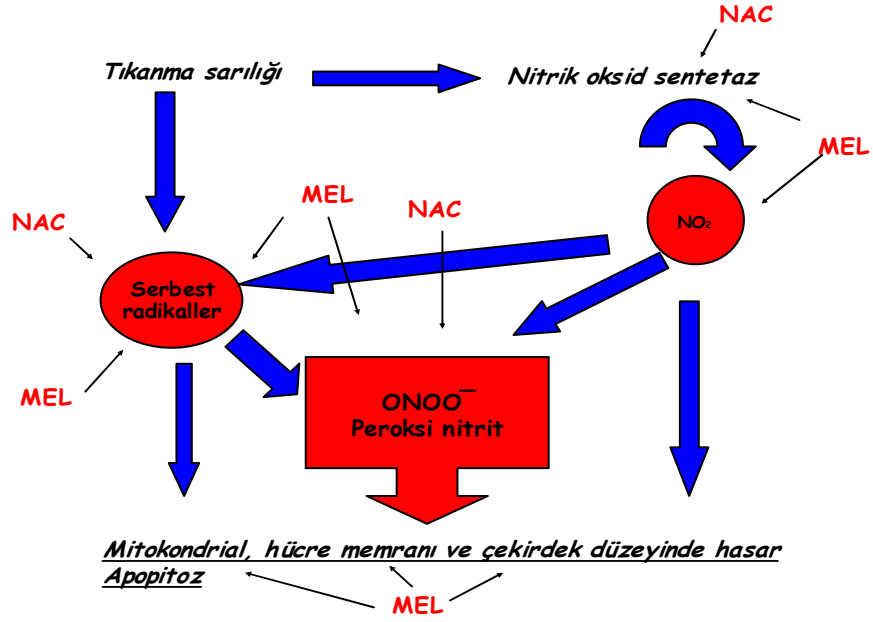 NAC
Tıkanma sarılığı
Nitrik oksid sentetaz
MEL
MEL
NAC
NAC
NO₂
Serbest
radikaller
MEL
ONOO¯
Peroksi nitrit
Mitokondrial, hücre memranı ve çekirdek düzeyinde hasar
Apopitoz
MEL